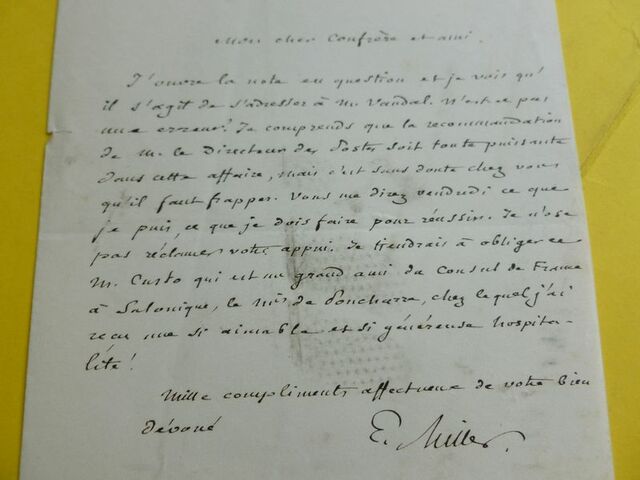 Mon cher Confrère et ami.
J'ouvre la note en question et je vois qu'
il s'agit de s'adresser à M. Vandal. N'est-ce pas
une erreur? Je comprends que la recommandation
de M. le Directeur des Postes soit toute puissante
dans cette affaire, mais c'est sans doute chez vous
qu'il faut frapper. Vous me direz vendredi ce que
je puis, ce que je dois faire pour réussir. Je n'ose
pas réclamer votre appui. Je tiendrais à obliger ce
M. Custo qui est un grand ami du Consul de France
à Salonique, le Mis de Poncharra, chez lequel j'ai
reçu une si aimable et si généreuse hospita-
lité!
Mille compliments affectueux de votre bien
dévoué
E. Miller.